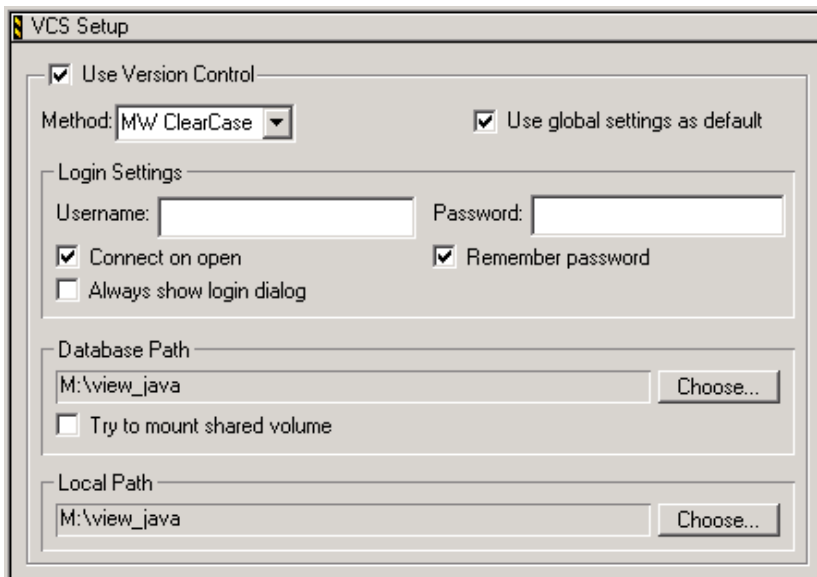 VCS Setup
Use Version Control
Method: MW ClearCase
Use global settings as default
Login Settings
Username:
Password:
Connect on open
Remember password
Always show login dialog
Database Path
M:\view_java
Choose...
Try to mount shared volume
Local Path
M:\view_java
Choose...